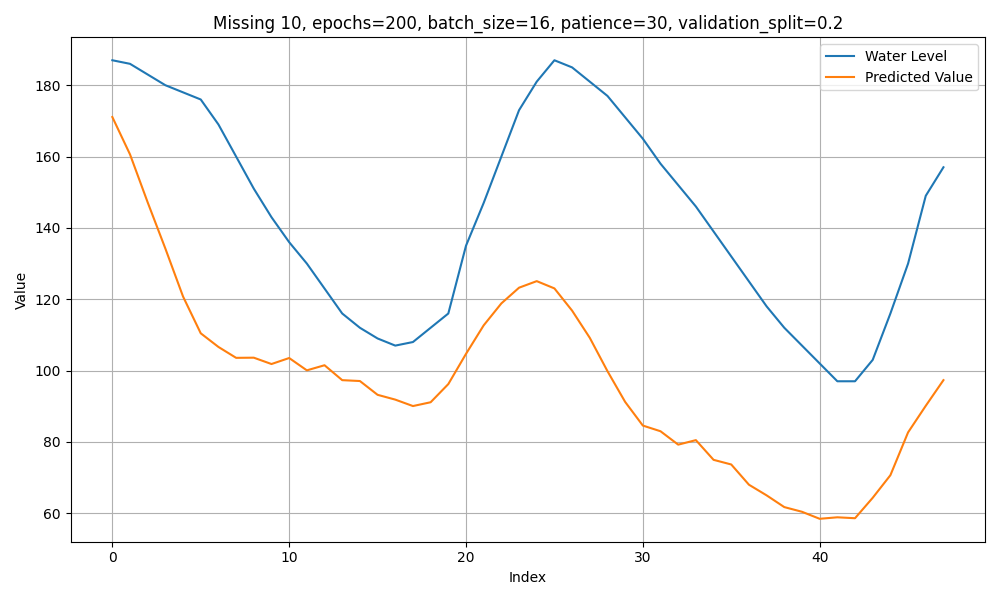 Missing 10, epochs=200, batch_size=16, patience=30, validation_split=0.2
Water Level
Predicted Value
Value
180
160
140
120
100
80
60
0 10 20 30 40
Index